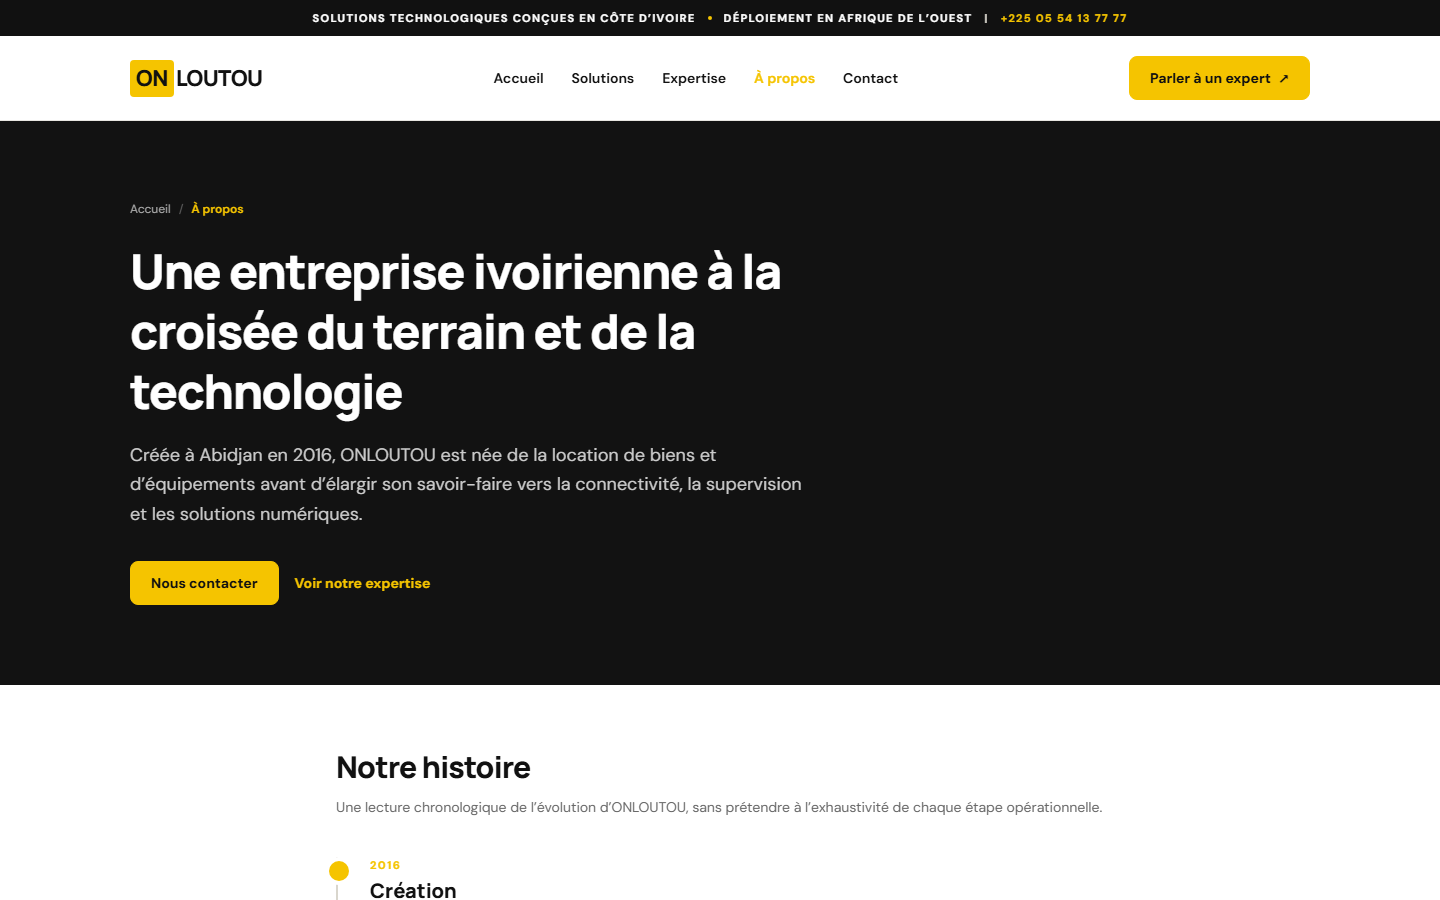 SOLUTIONS TECHNOLOGIQUES CONÇUES EN CÔTE D’IVOIRE • DÉPLOIEMENT EN AFRIQUE DE L’OUEST | +225 05 54 13 77 77
ON LOUTOU
Accueil Solutions Expertise À propos Contact
Parler à un expert ↗
Accueil / À propos
Une entreprise ivoirienne à la
croisée du terrain et de la
technologie
Créée à Abidjan en 2016, ONLOUTOU est née de la location de biens et
d’équipements avant d’élargir son savoir-faire vers la connectivité, la supervision
et les solutions numériques.
Nous contacter Voir notre expertise
Notre histoire
Une lecture chronologique de l’évolution d’ONLOUTOU, sans prétendre à l’exhaustivité de chaque étape opérationnelle.
2016
Création